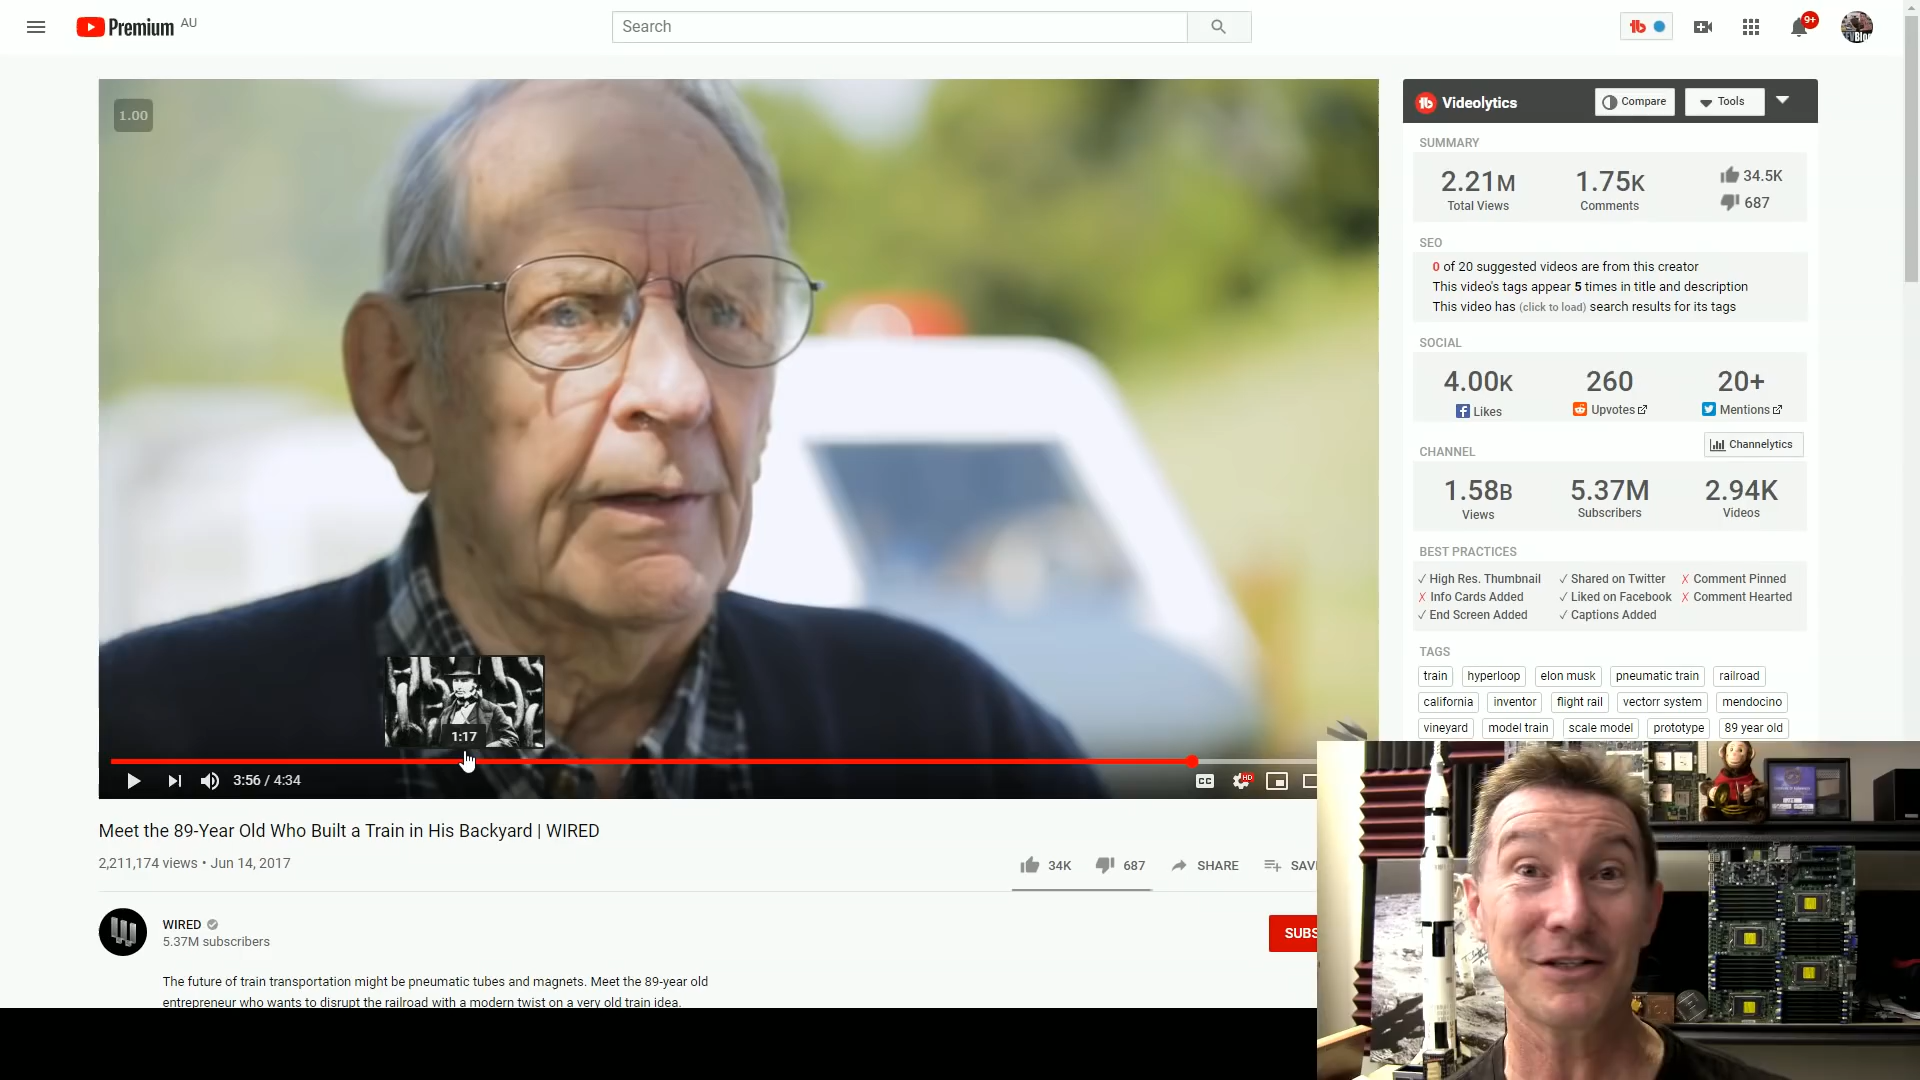 Premium AU
Search
9+
1.00
Videolytics
Compare
Tools
SUMMARY
2.21M
Total Views
1.75K
Comments
34.5K
687
SEO
0 of 20 suggested videos are from this creator
This video's tags appear 5 times in title and description
This video has (click to load) search results for its tags
SOCIAL
4.00K
Likes
260
Upvotes
20+
Mentions
CHANNEL
Channelytics
1.58B
Views
5.37M
Subscribers
2.94K
Videos
BEST PRACTICES
✓ High Res. Thumbnail ✓ Shared on Twitter ✗ Comment Pinned
✗ Info Cards Added ✓ Liked on Facebook ✗ Comment Hearted
✓ End Screen Added ✓ Captions Added
TAGS
train hyperloop elon musk pneumatic train railroad
california inventor flight rail vectorr system mendocino
vineyard model train scale model prototype 89 year old
1:17
3:56 / 4:34
CC
HD
Meet the 89-Year Old Who Built a Train in His Backyard | WIRED
2,211,174 views • Jun 14, 2017
34K 687 SHARE SAV
WIRED
5.37M subscribers
SUBS
The future of train transportation might be pneumatic tubes and magnets. Meet the 89-year old
entrepreneur who wants to disrupt the railroad with a modern twist on a very old train idea.